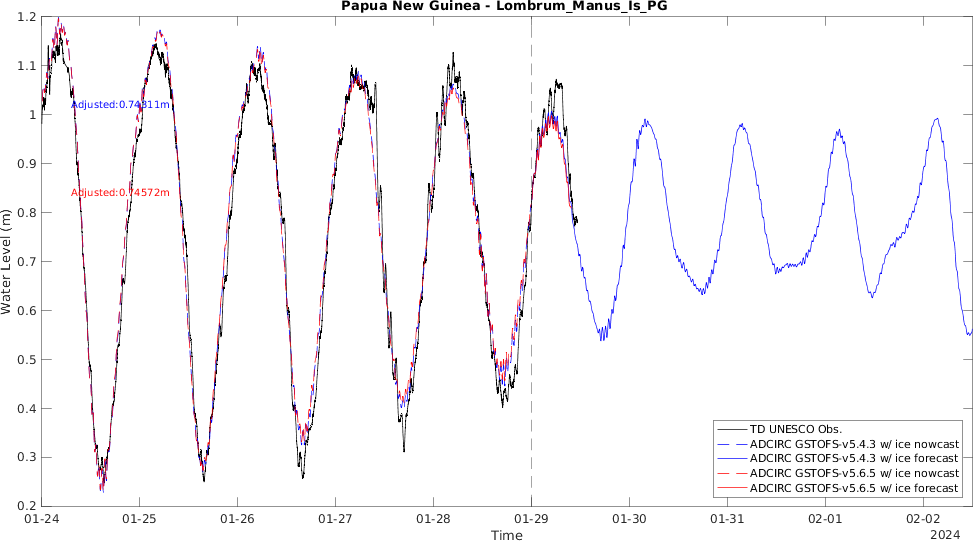 Papua New Guinea - Lombrum_Manus_Is_PG
1.2
1.1
1
0.9
0.8
0.7
0.6
0.5
0.4
0.3
0.2
Water Level (m)
Adjusted:0.74311m
Adjusted:0.74572m
TD UNESCO Obs.
ADCIRC GSTOFS-v5.4.3 w/ ice nowcast
ADCIRC GSTOFS-v5.4.3 w/ ice forecast
ADCIRC GSTOFS-v5.6.5 w/ ice nowcast
ADCIRC GSTOFS-v5.6.5 w/ ice forecast
01-24 01-25 01-26 01-27 01-28 01-29 01-30 01-31 02-01 02-02
Time
2024